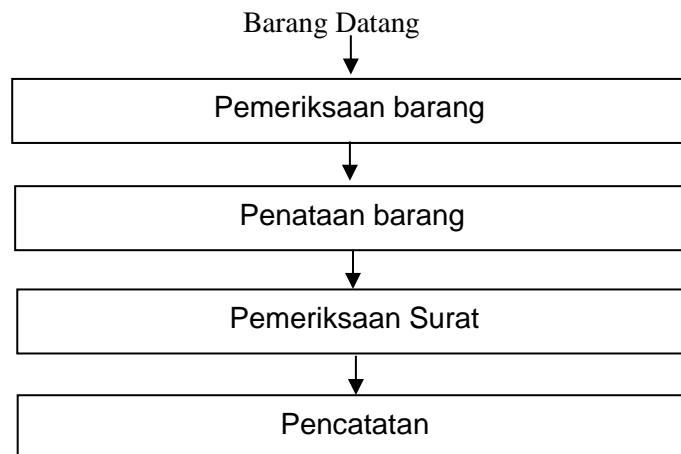 Barang Datang
Pemeriksaan barang
Penataan barang
Pemeriksaan Surat
Pencatatan